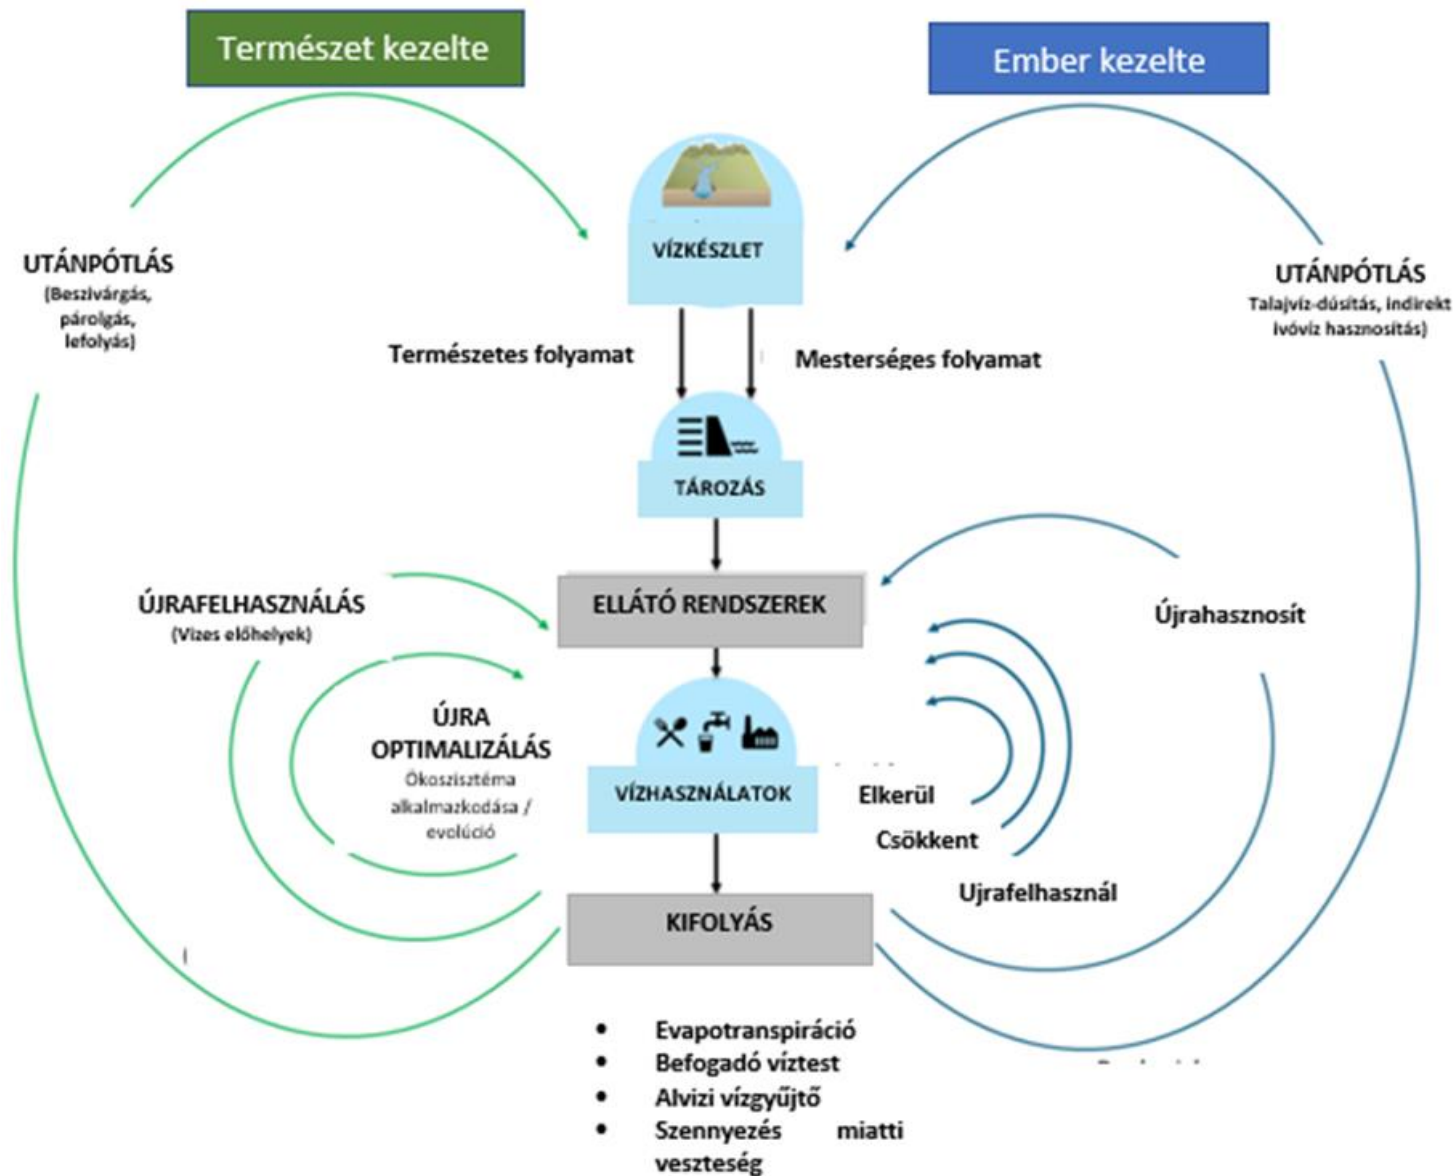 Természet kezelte
Ember kezelte
VÍZKÉSZLET
UTÁNPÓTLÁS
(Beszivárgás,
párolgás,
lefolyás)
UTÁNPÓTLÁS
Talajvíz-dúsítás, indirekt
ivóvíz hasznosítás)
Természetes folyamat
Mesterséges folyamat
TÁROZÁS
ELLÁTÓ RENDSZEREK
ÚJRAFELHASZNÁLÁS
(Vizes előhelyek)
Újrahasznosít
ÚJRA
OPTIMALIZÁLÁS
Ökoszisztéma
alkalmazkodása /
evolúció
VÍZHASZNÁLATOK
Elkerül
Csökkent
Ujrafelhasznál
KIFOLYÁS
• Evapotranspiráció
• Befogadó víztest
• Alvizi vízgyűjtő
• Szennyezés miatti
veszteség